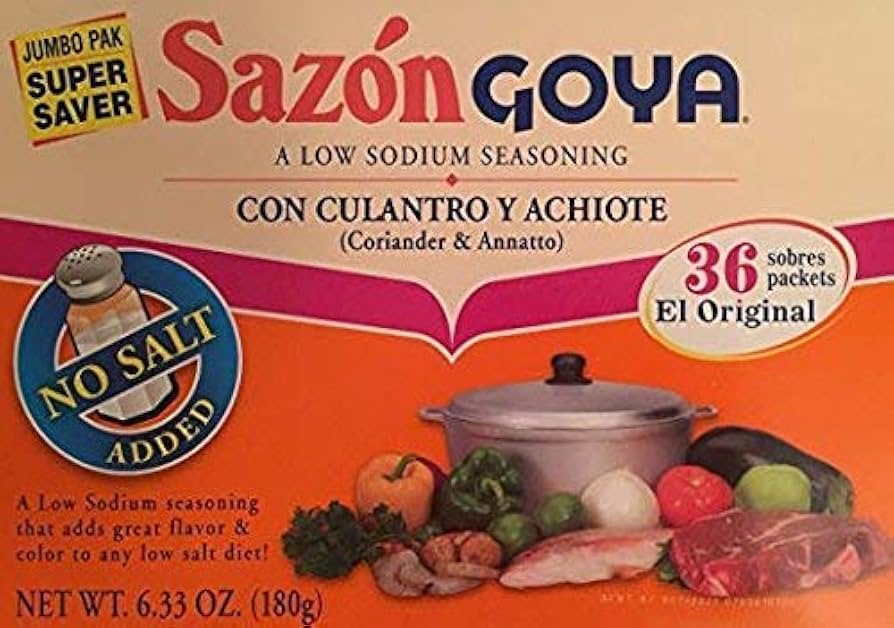 JUMBO PAK
SUPER
SAVER
Sazón GOYA®
A LOW SODIUM SEASONING
CON CULANTRO Y ACHIOTE
(Coriander & Annatto)
36 sobres
packets
El Original
NO SALT
ADDED
A Low Sodium seasoning
that adds great flavor &
color to any low salt diet!
NET WT. 6.33 OZ. (180g)